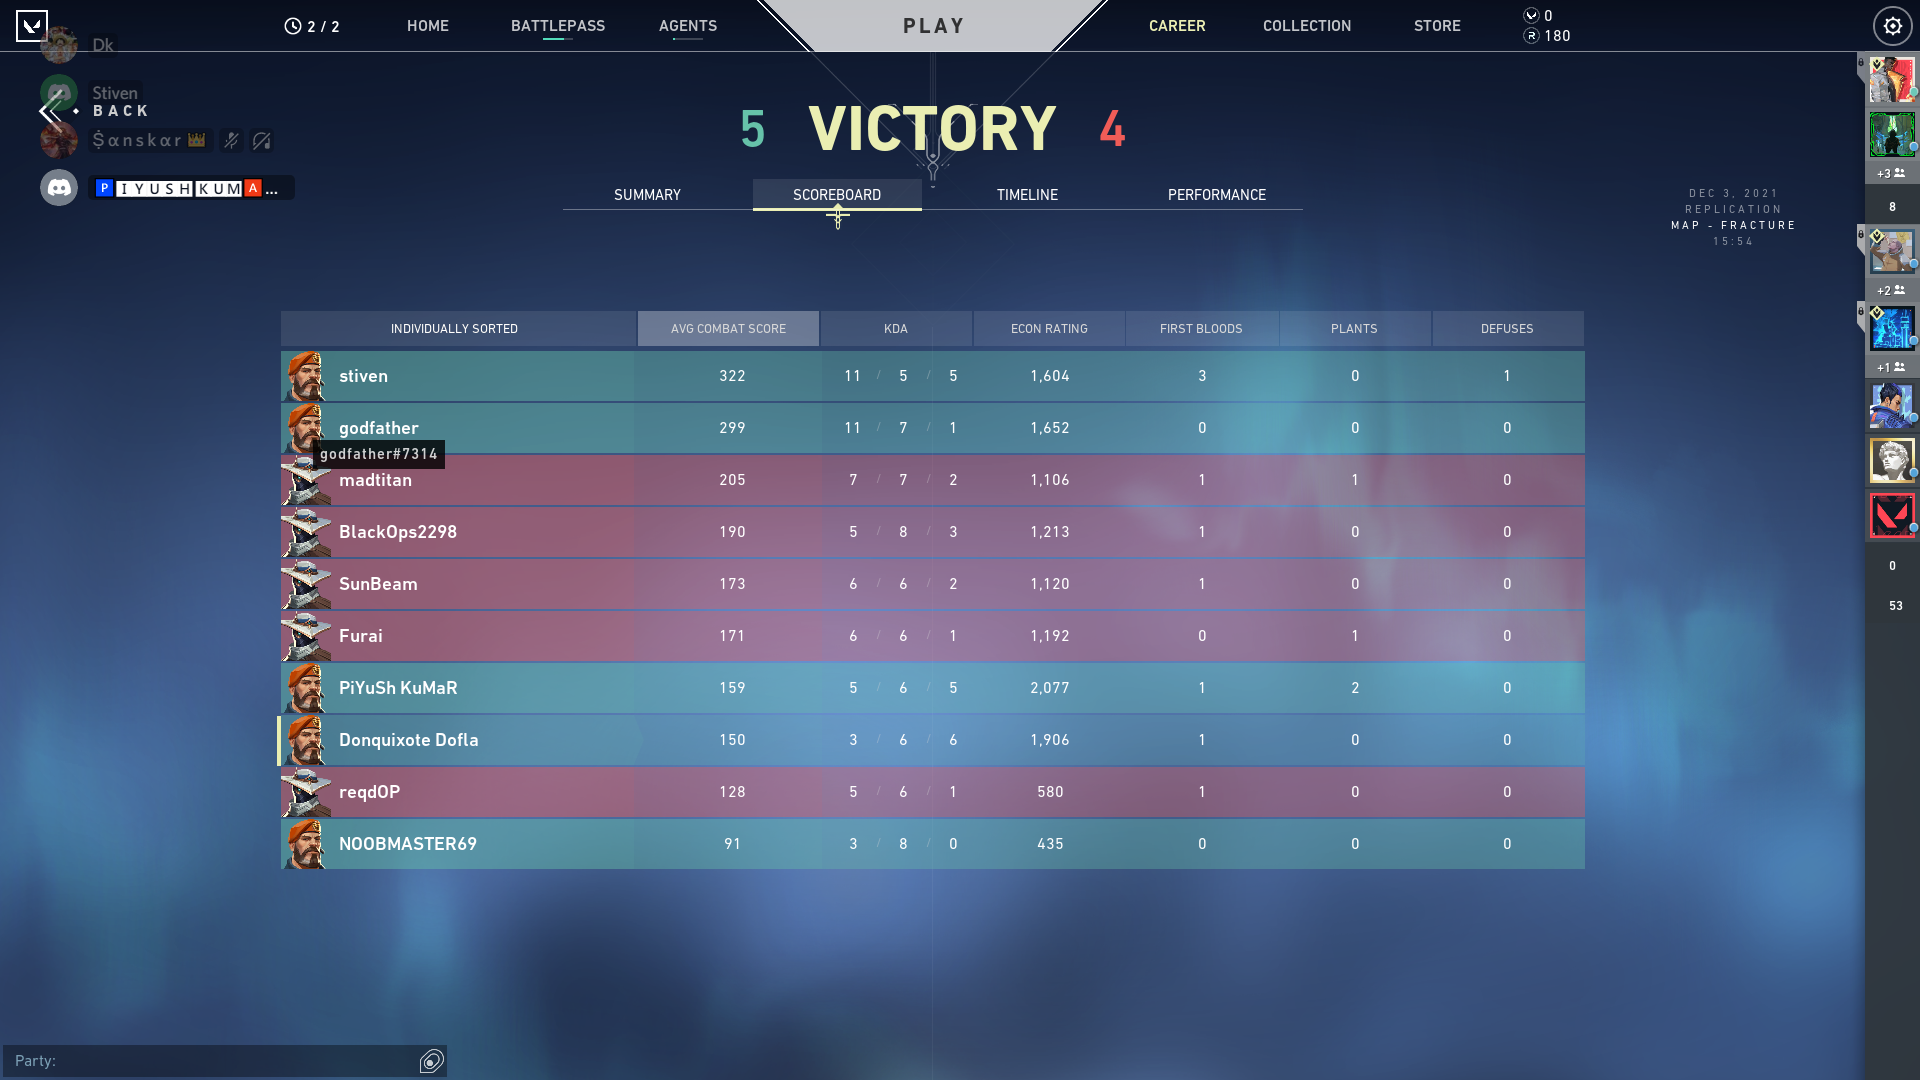 2 / 2 HOME BATTLEPASS AGENTS PLAY CAREER COLLECTION STORE 0
180
Dk
Stiven
BACK
Ṡαnskαr
P IYUSH KUM A ...
5 VICTORY 4
SUMMARY SCOREBOARD TIMELINE PERFORMANCE
DEC 3, 2021
REPLICATION
MAP - FRACTURE
15:54
INDIVIDUALLY SORTED AVG COMBAT SCORE KDA ECON RATING FIRST BLOODS PLANTS DEFUSES
stiven 322 11 / 5 / 5 1,604 3 0 1
godfather 299 11 / 7 / 1 1,652 0 0 0
godfather#7314
madtitan 205 7 / 7 / 2 1,106 1 1 0
BlackOps2298 190 5 / 8 / 3 1,213 1 0 0
SunBeam 173 6 / 6 / 2 1,120 1 0 0
Furai 171 6 / 6 / 1 1,192 0 1 0
PiYuSh KuMaR 159 5 / 6 / 5 2,077 1 2 0
Donquixote Dofla 150 3 / 6 / 6 1,906 1 0 0
reqdOP 128 5 / 6 / 1 580 1 0 0
NOOBMASTER69 91 3 / 8 / 0 435 0 0 0
+3
8
+2
+1
0
53
Party: